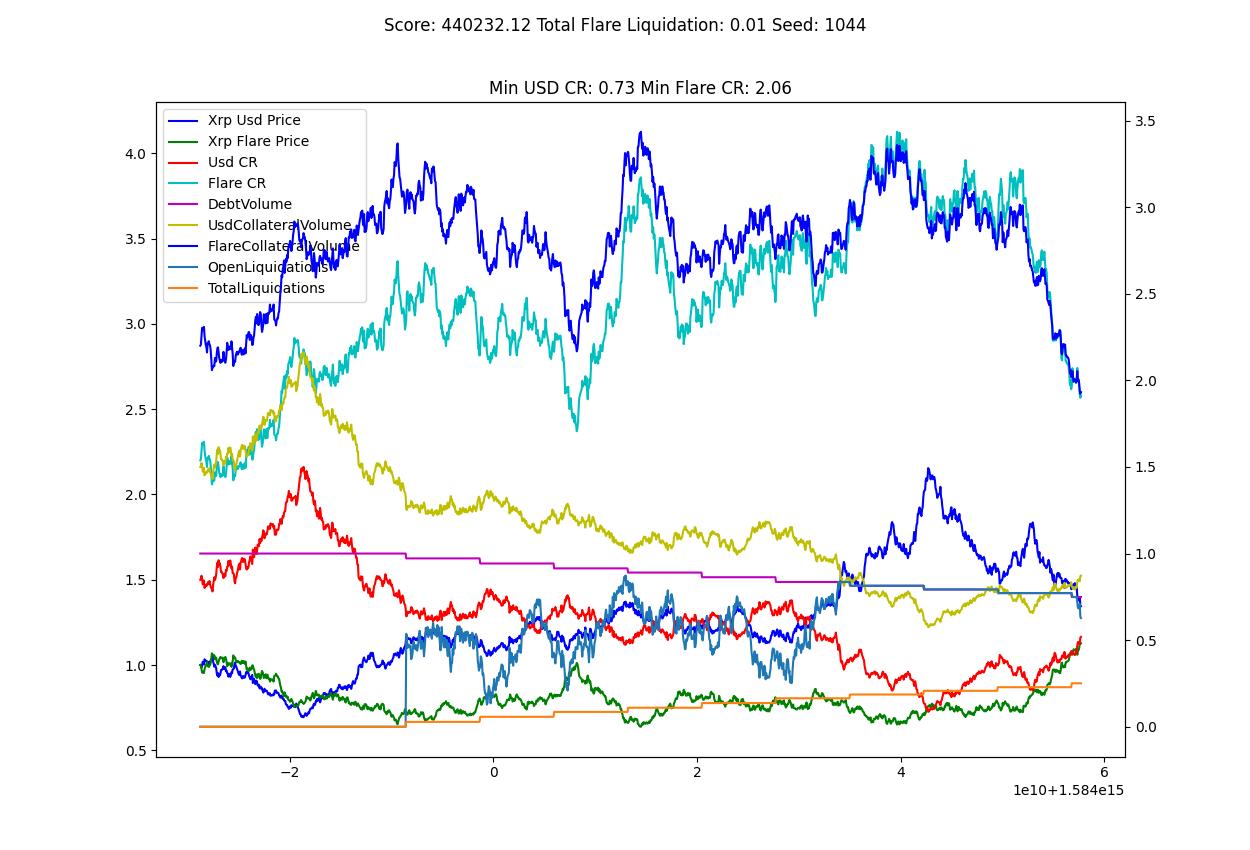 Score: 440232.12 Total Flare Liquidation: 0.01 Seed: 1044
Min USD CR: 0.73 Min Flare CR: 2.06
Xrp Usd Price
Xrp Flare Price
Usd CR
Flare CR
DebtVolume
UsdCollateralVolume
FlareCollateralVolume
OpenLiquidations
TotalLiquidations
4.0
3.5
3.0
2.5
2.0
1.5
1.0
0.5
3.5
3.0
2.5
2.0
1.5
1.0
0.5
0.0
−2 0 2 4 6
1e10+1.584e15